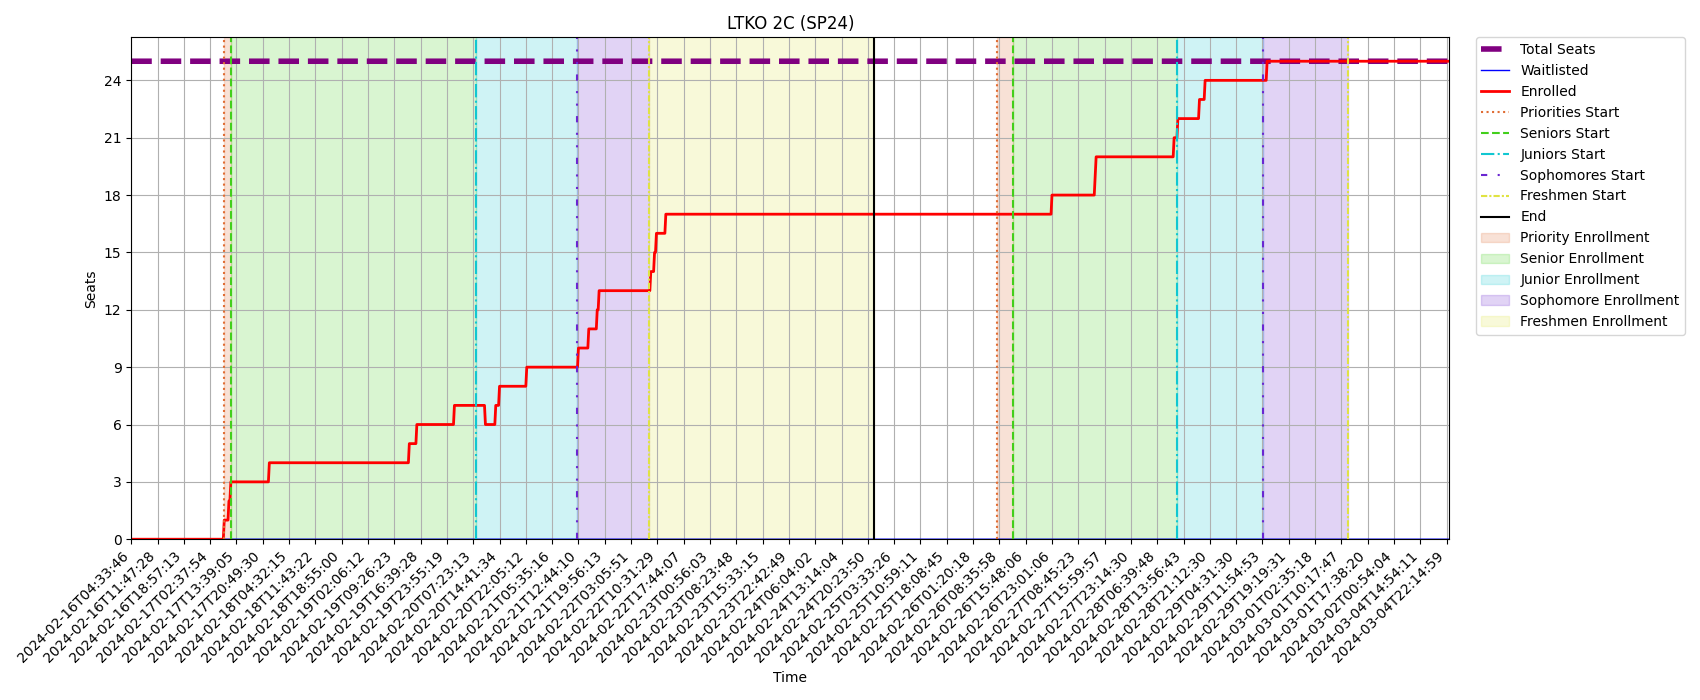 LTKO 2C (SP24)
Seats
24
21
18
15
12
9
6
3
0
2024-02-16T04:33:46
2024-02-16T11:47:28
2024-02-16T18:57:13
2024-02-17T02:37:54
2024-02-17T13:39:05
2024-02-17T20:49:30
2024-02-18T04:32:15
2024-02-18T11:43:22
2024-02-18T18:55:00
2024-02-19T02:06:12
2024-02-19T09:26:23
2024-02-19T16:39:28
2024-02-19T23:55:19
2024-02-20T07:23:13
2024-02-20T14:41:34
2024-02-20T22:05:12
2024-02-21T05:35:16
2024-02-21T12:44:10
2024-02-21T19:56:13
2024-02-22T03:05:51
2024-02-22T10:31:29
2024-02-22T17:44:07
2024-02-23T00:56:03
2024-02-23T08:23:48
2024-02-23T15:33:15
2024-02-23T22:42:49
2024-02-24T06:04:02
2024-02-24T13:14:04
2024-02-24T20:23:50
2024-02-25T03:33:26
2024-02-25T10:59:11
2024-02-25T18:08:45
2024-02-26T01:20:18
2024-02-26T08:35:58
2024-02-26T15:48:06
2024-02-26T23:01:06
2024-02-27T08:45:23
2024-02-27T15:59:57
2024-02-27T23:14:30
2024-02-28T06:39:48
2024-02-28T13:56:43
2024-02-28T21:12:30
2024-02-29T04:31:30
2024-02-29T11:54:53
2024-02-29T19:19:31
2024-03-01T02:35:18
2024-03-01T10:17:47
2024-03-01T17:38:20
2024-03-02T00:54:04
2024-03-04T14:54:11
2024-03-04T22:14:59
Time
Total Seats
Waitlisted
Enrolled
Priorities Start
Seniors Start
Juniors Start
Sophomores Start
Freshmen Start
End
Priority Enrollment
Senior Enrollment
Junior Enrollment
Sophomore Enrollment
Freshmen Enrollment